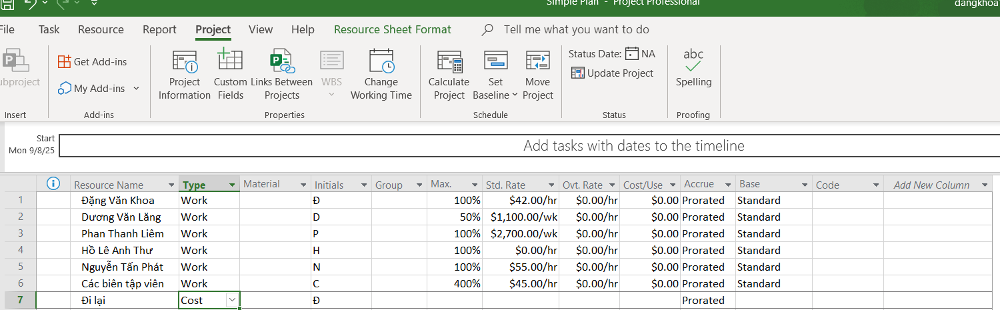 Simple Plan - Project Professional
dangkhoa
File Task Resource Report Project View Help Resource Sheet Format Tell me what you want to do
ubproject
Get Add-ins
My Add-ins
Project Information
Custom Fields
Links Between Projects
WBS
Change Working Time
Calculate Project
Set Baseline
Move Project
Status Date: NA
Update Project
abc
Spelling
Insert Add-ins Properties Schedule Status Proofing
Start
Mon 9/8/25
Add tasks with dates to the timeline
Resource Name Type Material Initials Group Max. Std. Rate Ovt. Rate Cost/Use Accrue Base Code Add New Column
1 Đặng Văn Khoa Work Đ 100% $42.00/hr $0.00/hr $0.00 Prorated Standard
2 Dương Văn Lăng Work D 50% $1,100.00/wk $0.00/hr $0.00 Prorated Standard
3 Phan Thanh Liêm Work P 100% $2,700.00/wk $0.00/hr $0.00 Prorated Standard
4 Hồ Lê Anh Thư Work H 100% $0.00/hr $0.00/hr $0.00 Prorated Standard
5 Nguyễn Tấn Phát Work N 100% $55.00/hr $0.00/hr $0.00 Prorated Standard
6 Các biên tập viên Work C 400% $45.00/hr $0.00/hr $0.00 Prorated Standard
7 Đi lại Cost Đ Prorated